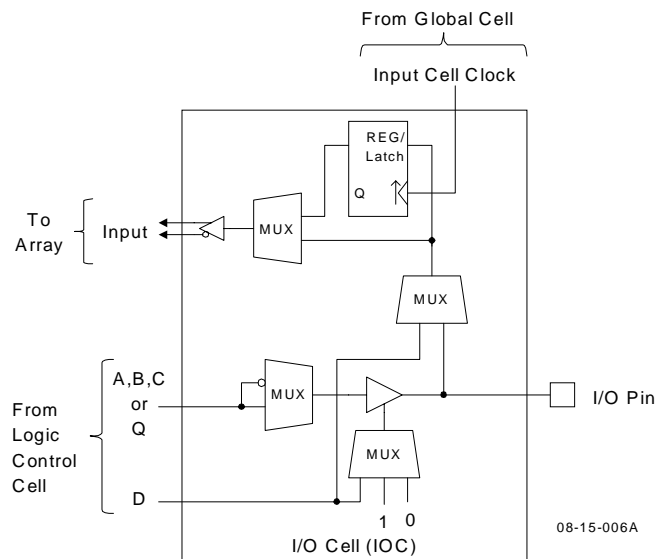 From Global Cell
Input Cell Clock
REG/
Latch
Q
To
Array
Input
MUX
MUX
A,B,C
or
Q
From
Logic
Control
Cell
MUX
I/O Pin
MUX
D
1 0
I/O Cell (IOC)
08-15-006A